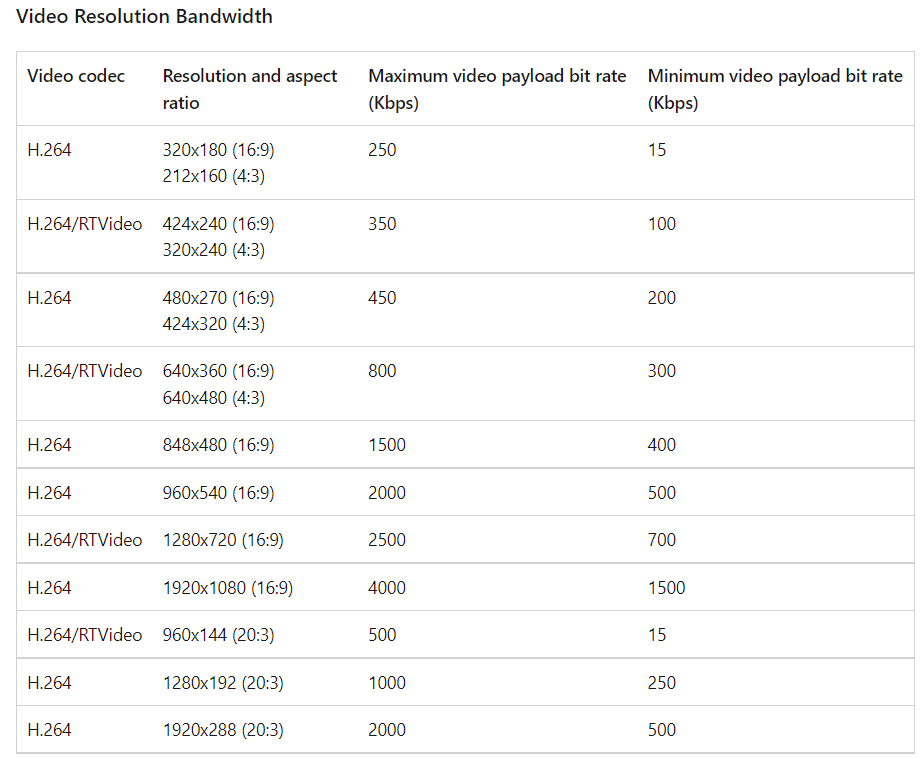 Video Resolution Bandwidth
Video codec Resolution and aspect ratio Maximum video payload bit rate (Kbps) Minimum video payload bit rate (Kbps)
H.264 320x180 (16:9) 250 15
212x160 (4:3)
H.264/RTVideo 424x240 (16:9) 350 100
320x240 (4:3)
H.264 480x270 (16:9) 450 200
424x320 (4:3)
H.264/RTVideo 640x360 (16:9) 800 300
640x480 (4:3)
H.264 848x480 (16:9) 1500 400
H.264 960x540 (16:9) 2000 500
H.264/RTVideo 1280x720 (16:9) 2500 700
H.264 1920x1080 (16:9) 4000 1500
H.264/RTVideo 960x144 (20:3) 500 15
H.264 1280x192 (20:3) 1000 250
H.264 1920x288 (20:3) 2000 500